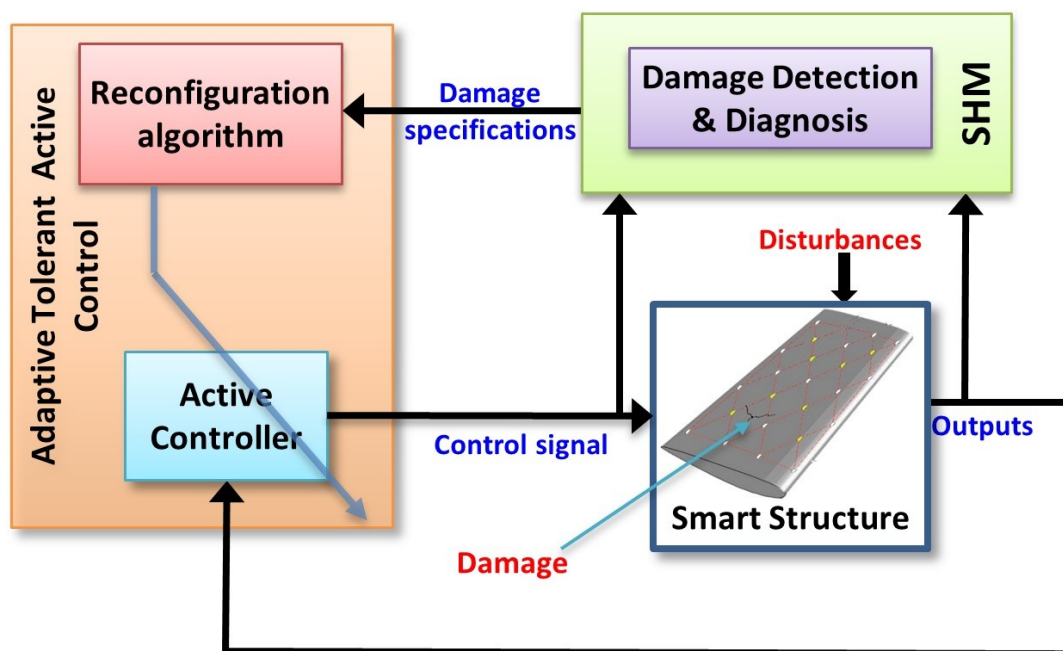 Adaptive Tolerant Active
Control
Reconfiguration
algorithm
Damage
specifications
Damage Detection
& Diagnosis
SHM
Disturbances
Active
Controller
Control signal
Outputs
Smart Structure
Damage